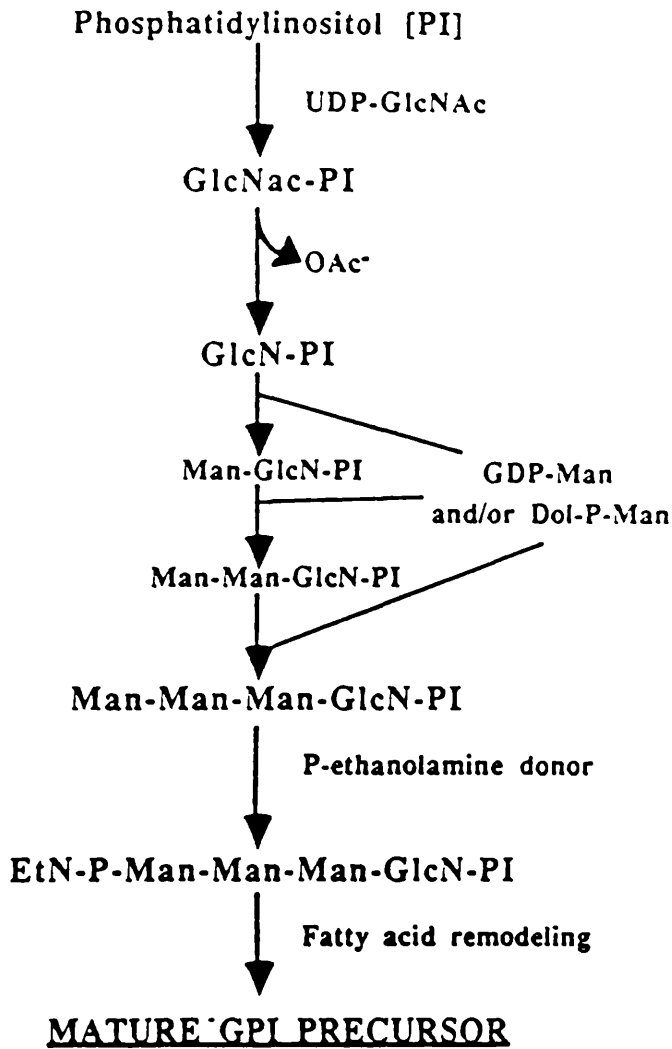 Phosphatidylinositol [PI]
UDP-GlcNAc
GlcNac-PI
OAc-
GlcN-PI
Man-GlcN-PI
GDP-Man
and/or Dol-P-Man
Man-Man-GlcN-PI
Man-Man-Man-GlcN-PI
P-ethanolamine donor
EtN-P-Man-Man-Man-GlcN-PI
Fatty acid remodeling
MATURE GPI PRECURSOR